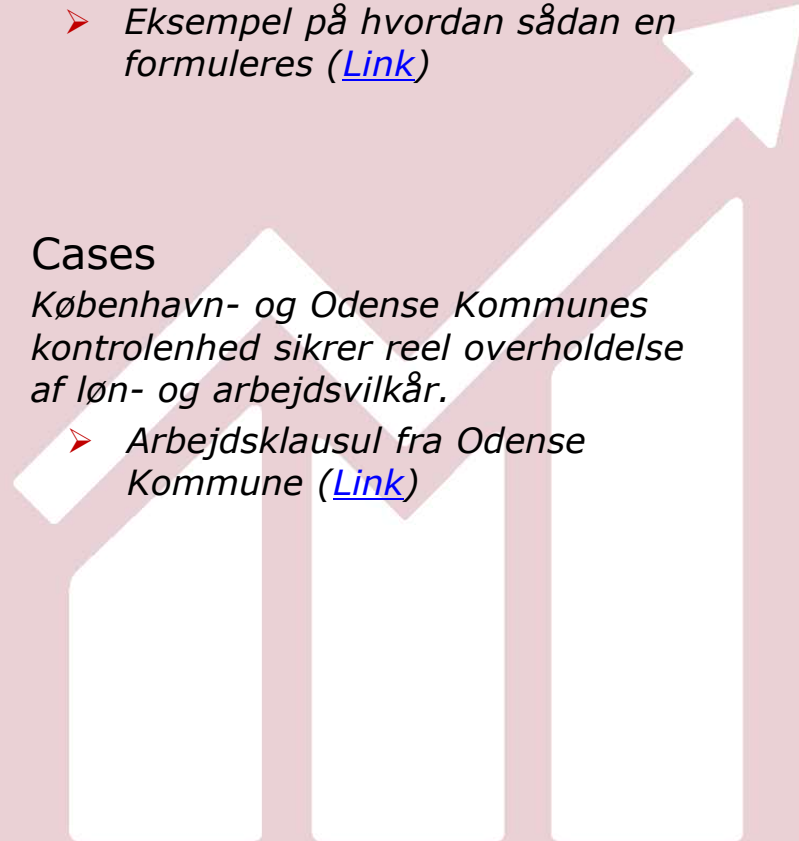 ➢ Eksempel på hvordan sådan en
formuleres (Link)
Cases
København- og Odense Kommunes
kontrolenhed sikrer reel overholdelse
af løn- og arbejdsvilkår.
➢ Arbejdsklausul fra Odense
Kommune (Link)